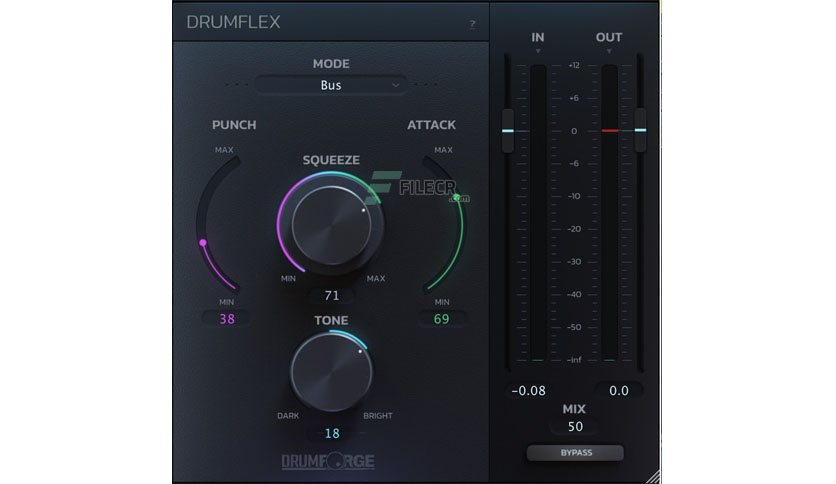 DRUMFLEX
?
MODE
Bus
PUNCH
ATTACK
MAX
SQUEEZE
MAX
FILECR
.com
MIN
MAX
71
MIN
38
MIN
69
TONE
DARK
BRIGHT
18
DRUMFORGE
IN
OUT
+12
+6
0
-6
-10
-20
-30
-40
-50
-inf
-0.08
0.0
MIX
50
BYPASS